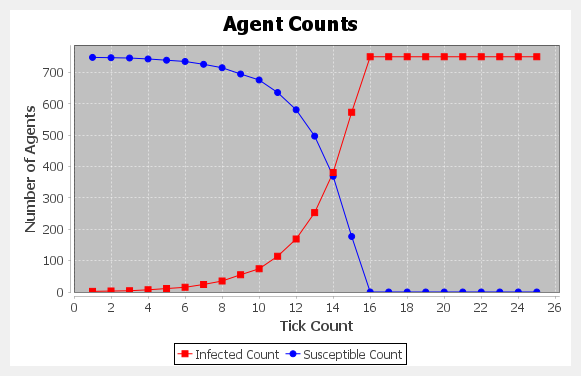 Agent Counts
Number of Agents
700
600
500
400
300
200
100
0
0 2 4 6 8 10 12 14 16 18 20 22 24 26
Tick Count
Infected Count Susceptible Count